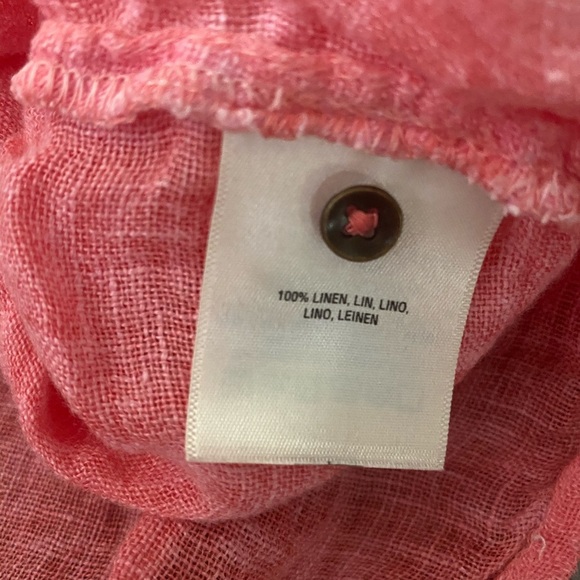 100% LINEN, LIN, LINO,
LINO, LEINEN